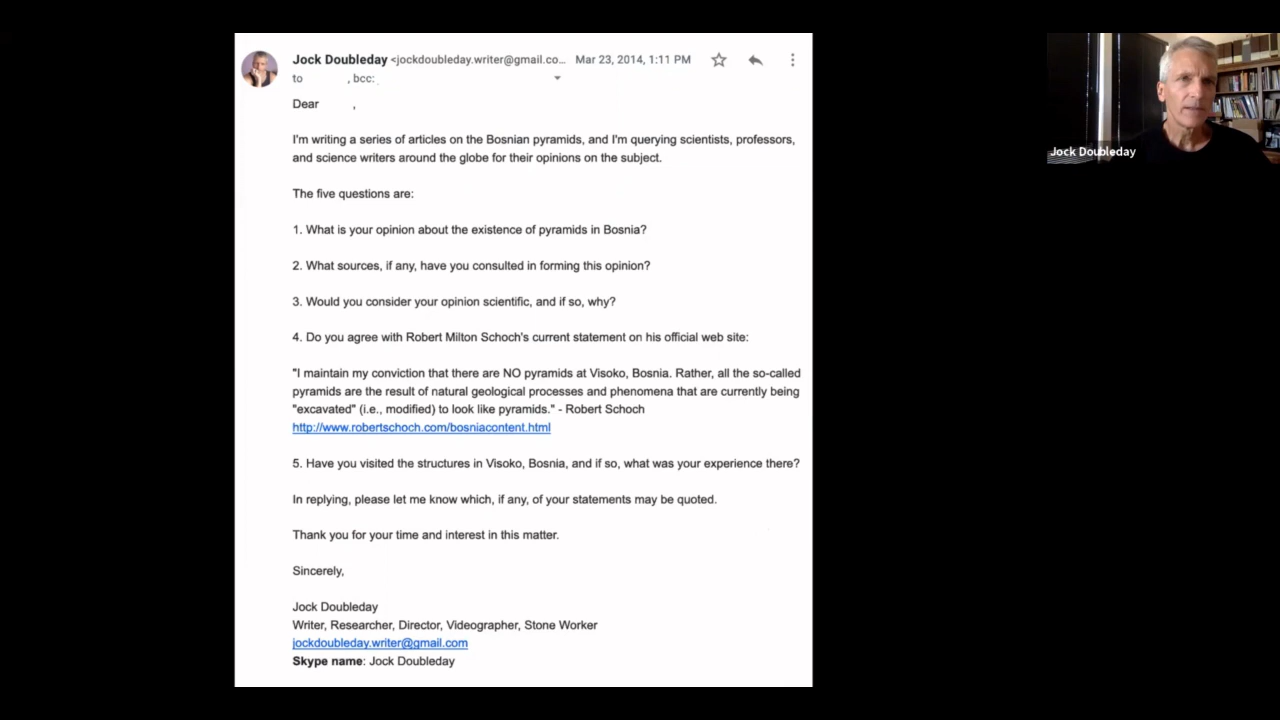 Jock Doubleday <jockdoubleday.writer@gmail.co... Mar 23, 2014, 1:11 PM
to , bcc:
Dear ,
I'm writing a series of articles on the Bosnian pyramids, and I'm querying scientists, professors,
and science writers around the globe for their opinions on the subject.
The five questions are:
1. What is your opinion about the existence of pyramids in Bosnia?
2. What sources, if any, have you consulted in forming this opinion?
3. Would you consider your opinion scientific, and if so, why?
4. Do you agree with Robert Milton Schoch's current statement on his official web site:
"I maintain my conviction that there are NO pyramids at Visoko, Bosnia. Rather, all the so-called
pyramids are the result of natural geological processes and phenomena that are currently being
"excavated" (i.e., modified) to look like pyramids." - Robert Schoch
http://www.robertschoch.com/bosniacontent.html
5. Have you visited the structures in Visoko, Bosnia, and if so, what was your experience there?
In replying, please let me know which, if any, of your statements may be quoted.
Thank you for your time and interest in this matter.
Sincerely,
Jock Doubleday
Writer, Researcher, Director, Videographer, Stone Worker
jockdoubleday.writer@gmail.com
Skype name: Jock Doubleday
Jock Doubleday